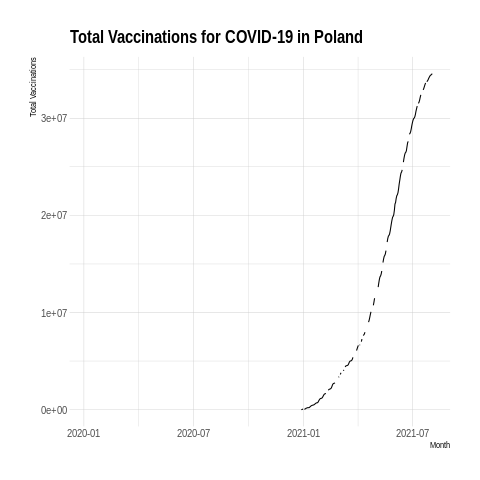 Total Vaccinations for COVID-19 in Poland
Total Vaccinations
3e+07
2e+07
1e+07
0e+00
2020-01 2020-07 2021-01 2021-07
Month